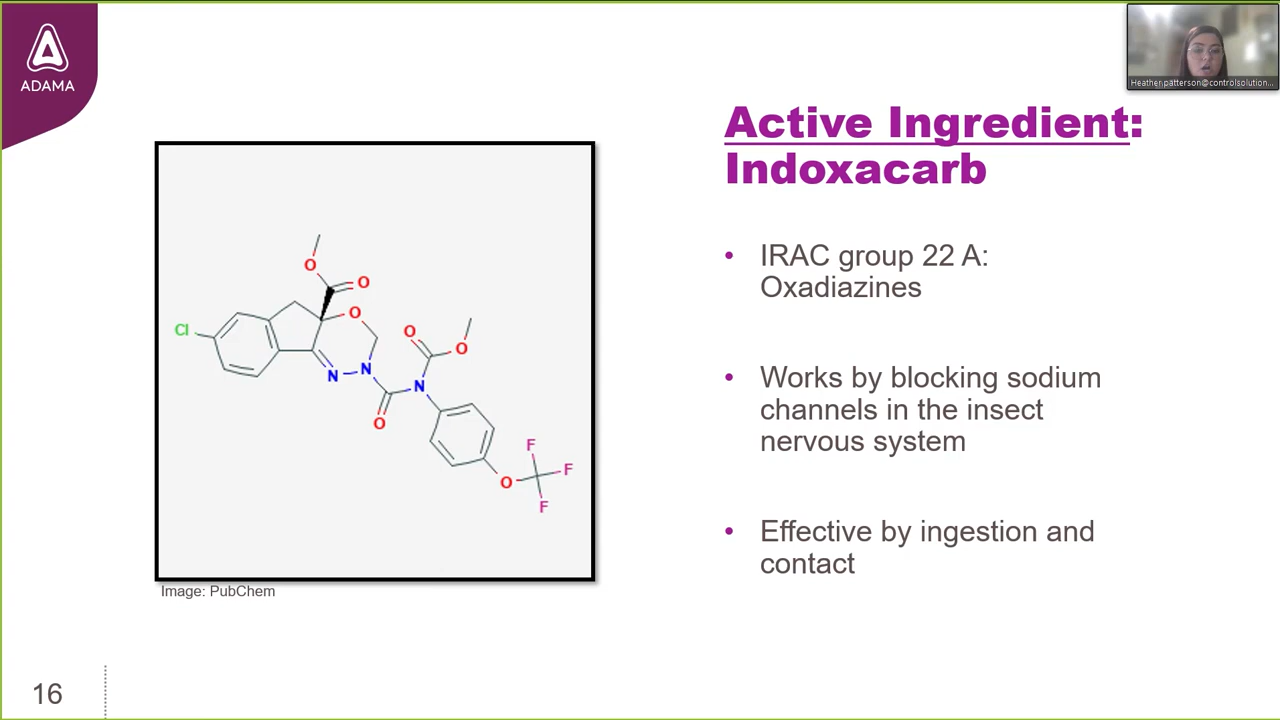 ADAMA
Heather.patterson@controlsolution...
Active Ingredient:
Indoxacarb
IRAC group 22 A:
Oxadiazines
Works by blocking sodium
channels in the insect
nervous system
Effective by ingestion and
contact
O
O
O
Cl
N
N
O
O
N
O
O
F
F
O
F
Image: PubChem
16